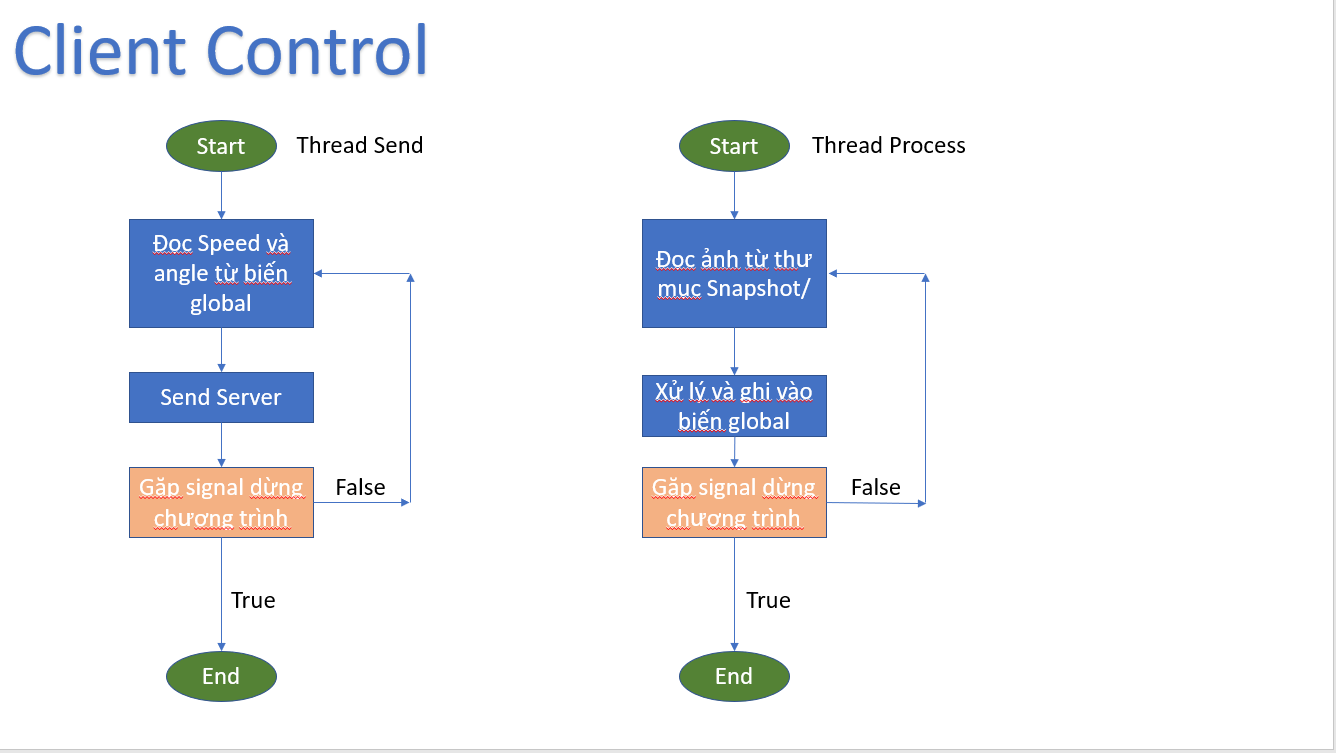 Client Control
Start
Thread Send
Đọc Speed và
angle từ biến
global
Send Server
Gặp signal dừng
chương trình
False
True
End
Start
Thread Process
Đọc ảnh từ thư
mục Snapshot/
Xử lý và ghi vào
biến global
Gặp signal dừng
chương trình
False
True
End